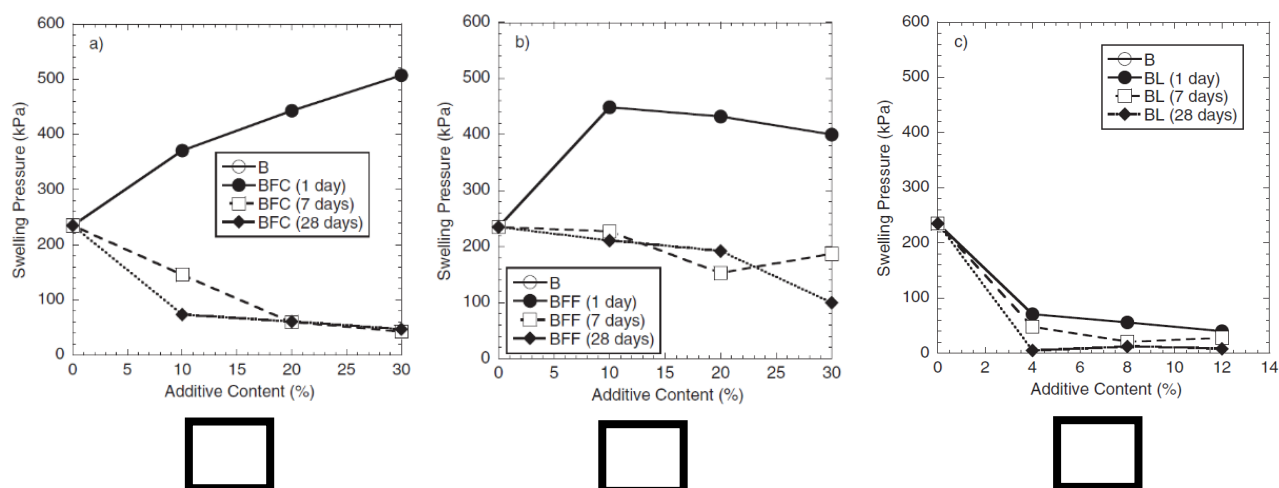 a)
600
500
400
300
200
100
0
Swelling Pressure (kPa)
B
BFC (1 day)
BFC (7 days)
BFC (28 days)
0 5 10 15 20 25 30
Additive Content (%)
b)
600
500
400
300
200
100
0
Swelling Pressure (kPa)
B
BFF (1 day)
BFF (7 days)
BFF (28 days)
0 5 10 15 20 25 30
Additive Content (%)
c)
600
500
400
300
200
100
0
Swelling Pressure (kPa)
B
BL (1 day)
BL (7 days)
BL (28 days)
0 2 4 6 8 10 12 14
Additive Content (%)